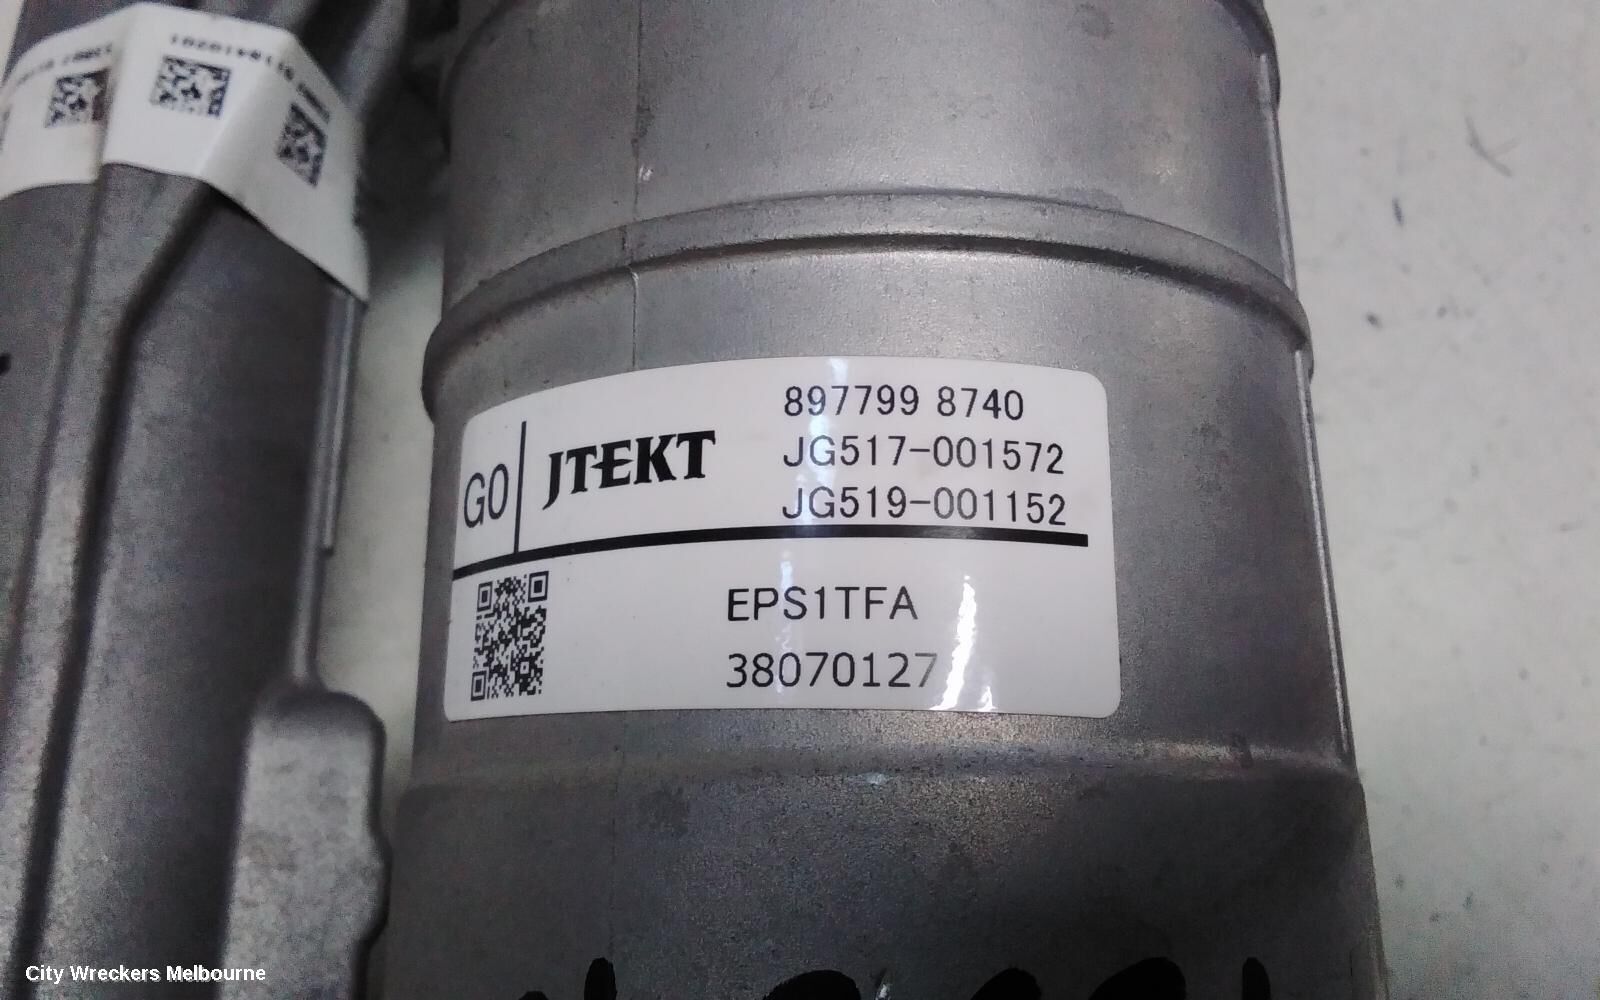 GO
JTEKT
897799 8740
JG517-001572
JG519-001152
EPS1TFA
38070127
City Wreckers Melbourne